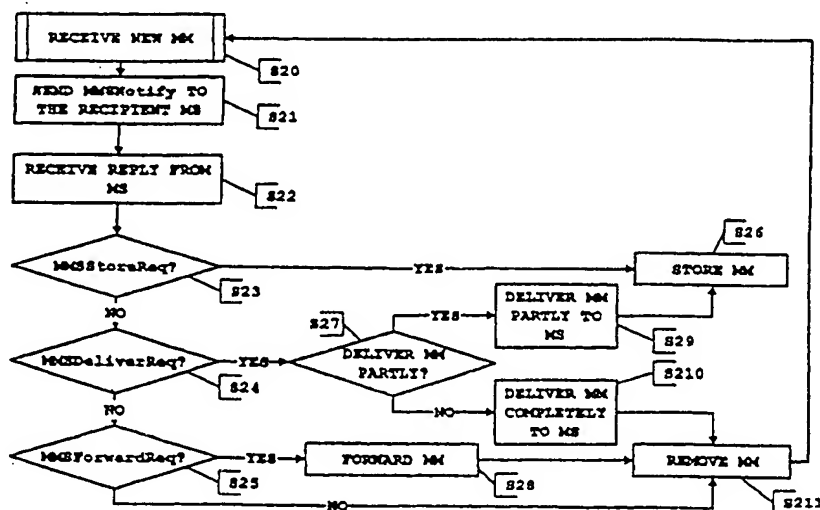 RECEIVE NEW MM
S20
SEND MMSNotify TO
THE RECIPIENT MS
S21
RECEIVE REPLY FROM
MS
S22
MMSStoreReq?
S23
YES
STORE MM
S26
NO
MMSDeliverReq?
S24
YES
S27
DELIVER MM
PARTLY?
YES
DELIVER MM
PARTLY TO
MS
S29
NO
DELIVER MM
COMPLETELY
TO MS
S210
NO
MMSForwardReq?
S25
YES
FORWARD MM
S28
REMOVE MM
S211
NO